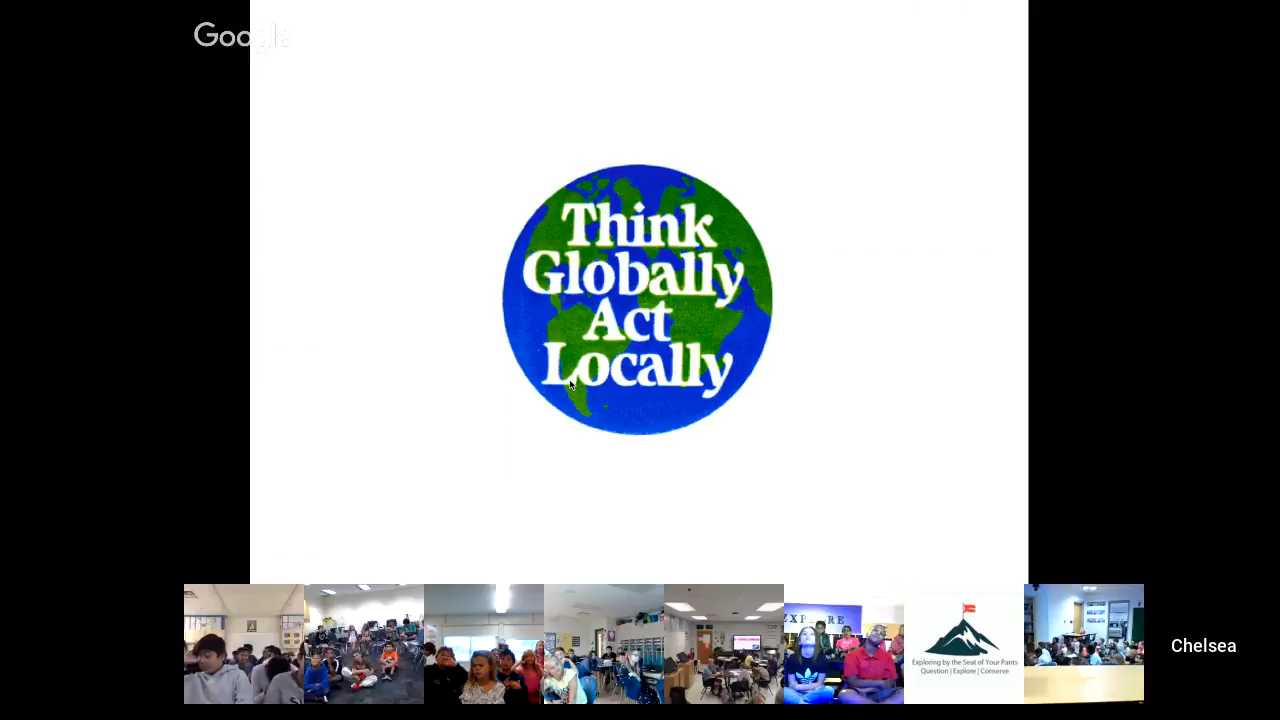 Google
Think
Globally
Act
Locally
EXPLORE
Exploring by the Seat of Your Pants
Question | Explore | Conserve
Chelsea